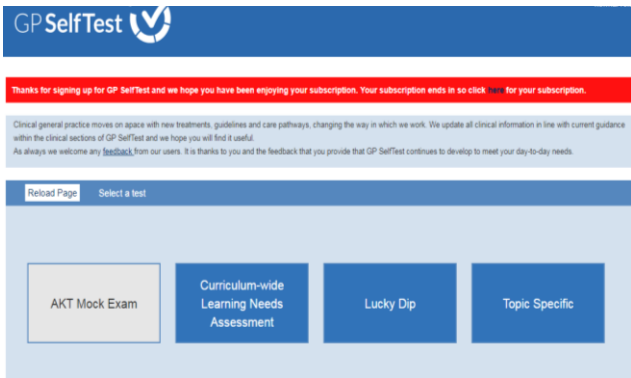 GP SelfTest
Thanks for signing up for GP SelfTest and we hope you have been enjoying your subscription. Your subscription ends in so click here for your subscription.
Clinical general practice moves on apace with new treatments, guidelines and care pathways, changing the way in which we work. We update all clinical information in line with current guidance
within the clinical sections of GP SelfTest and we hope you will find it useful.
As always we welcome any feedback from our users. It is thanks to you and the feedback that you provide that GP SelfTest continues to develop to meet your day-to-day needs.
Reload Page Select a test
AKT Mock Exam
Curriculum-wide
Learning Needs
Assessment
Lucky Dip
Topic Specific